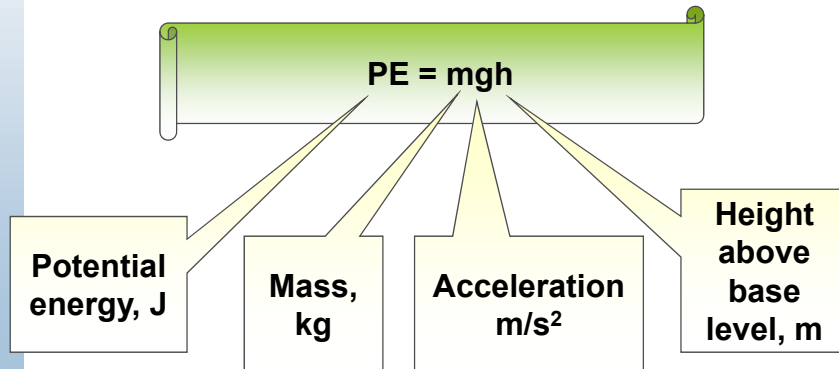 PE = mgh
Potential
energy, J
Mass,
kg
Acceleration
m/s²
Height
above
base
level, m